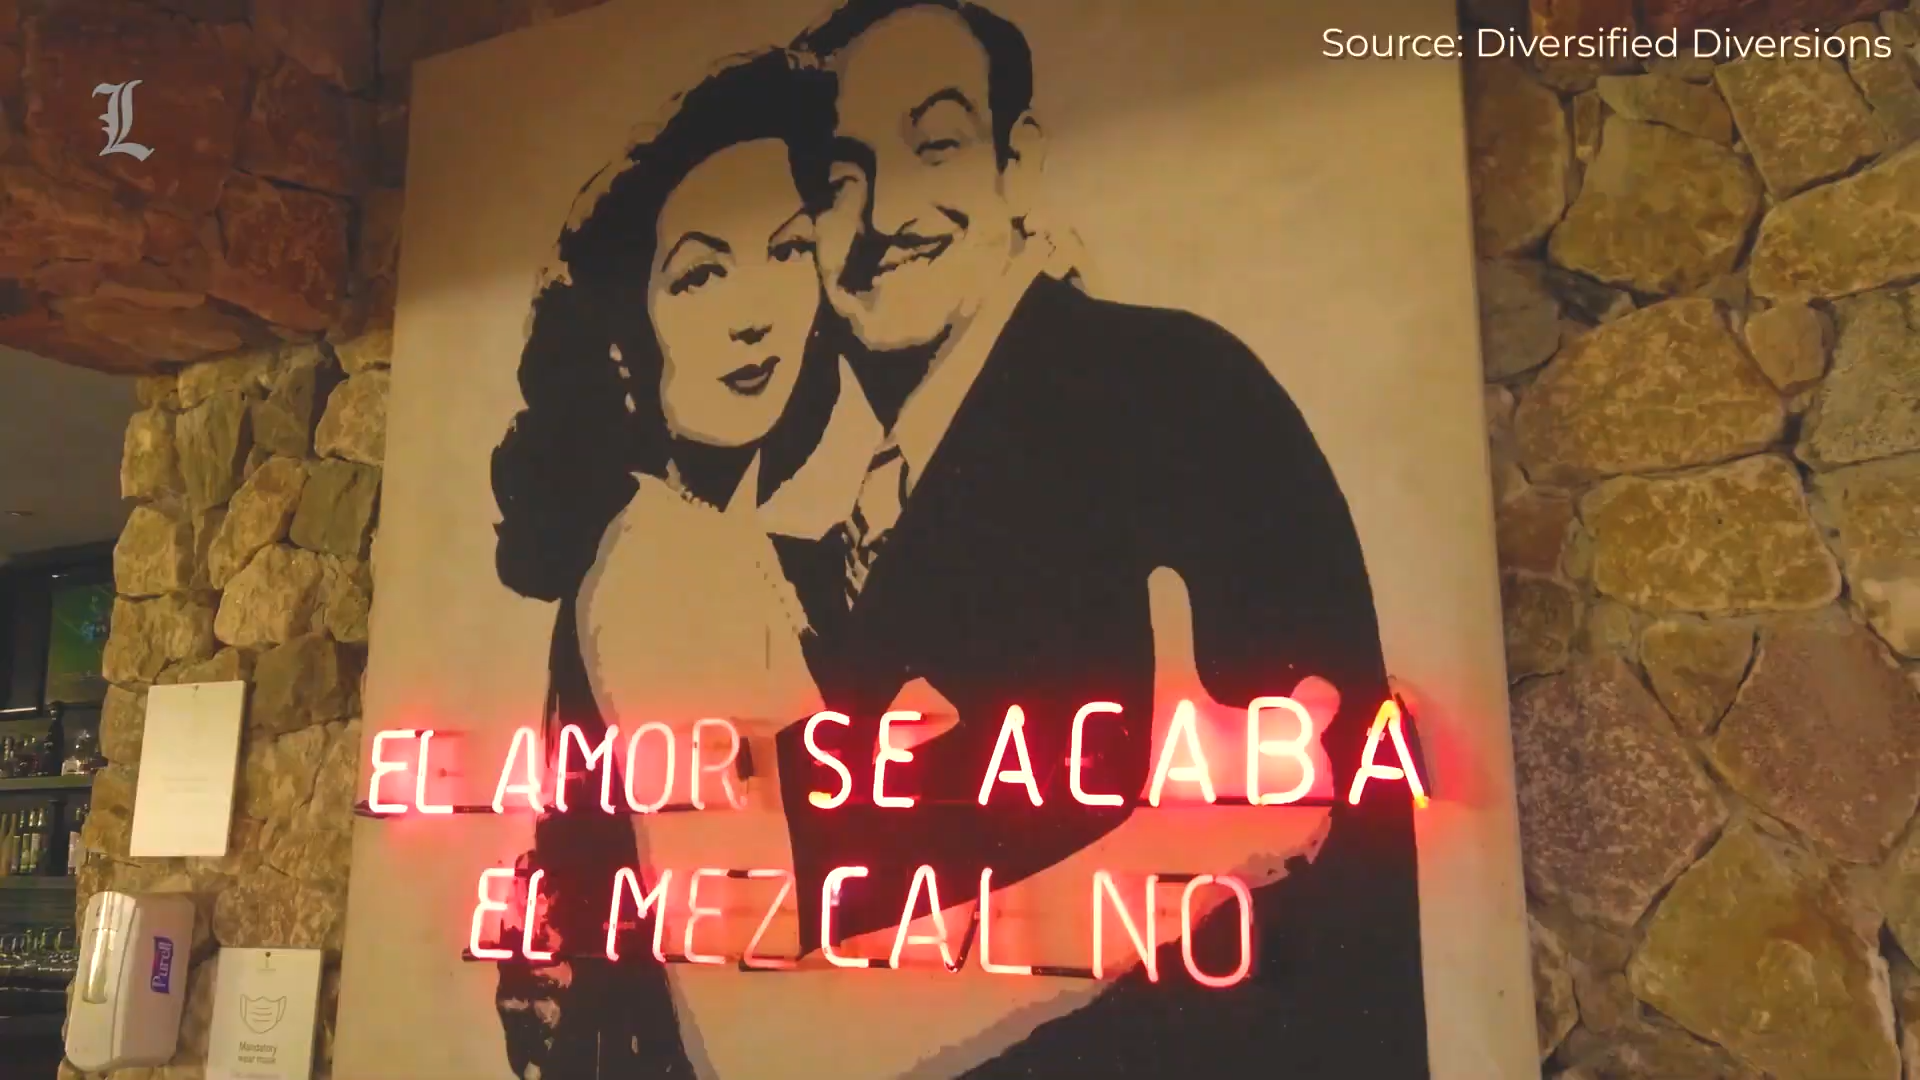 Source: Diversified Diversions
L
EL AMOR SE ACABA
EL MEZCAL NO
Purell
Mandatory
wear mask